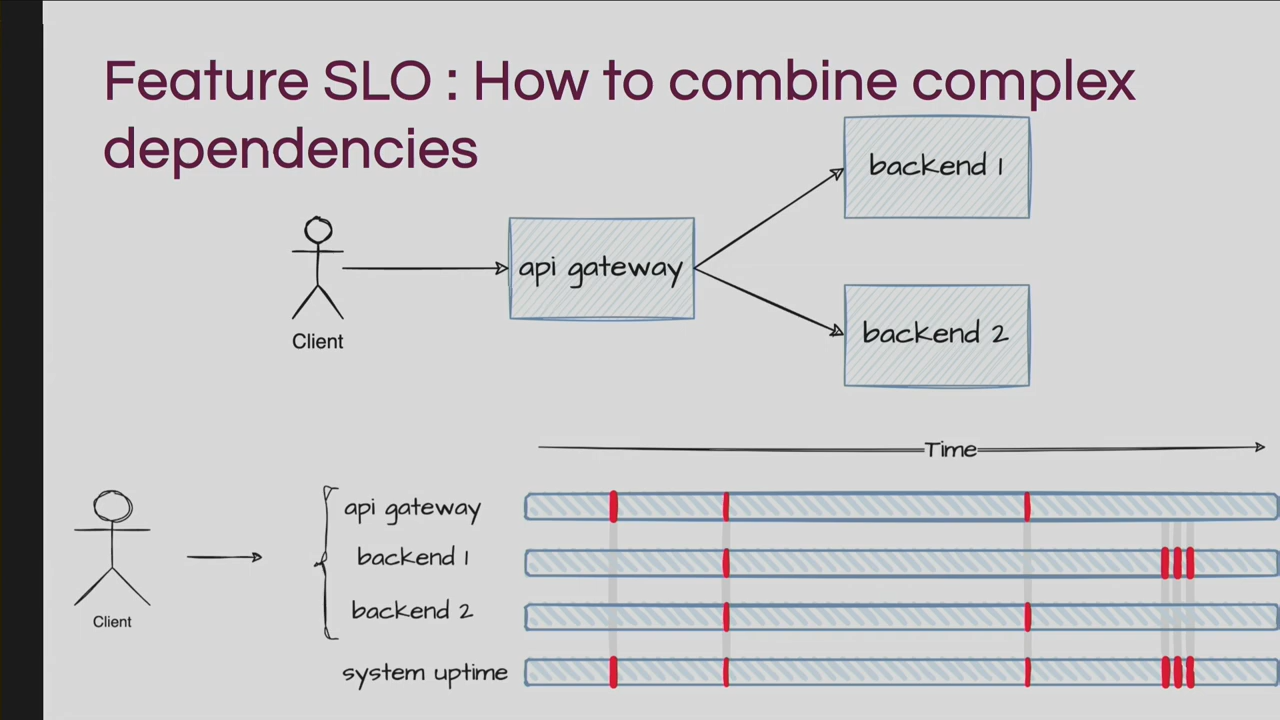 Feature SLO : How to combine complex
dependencies
backend 1
api gateway
backend 2
Client
Time
api gateway
backend 1
backend 2
system uptime
Client